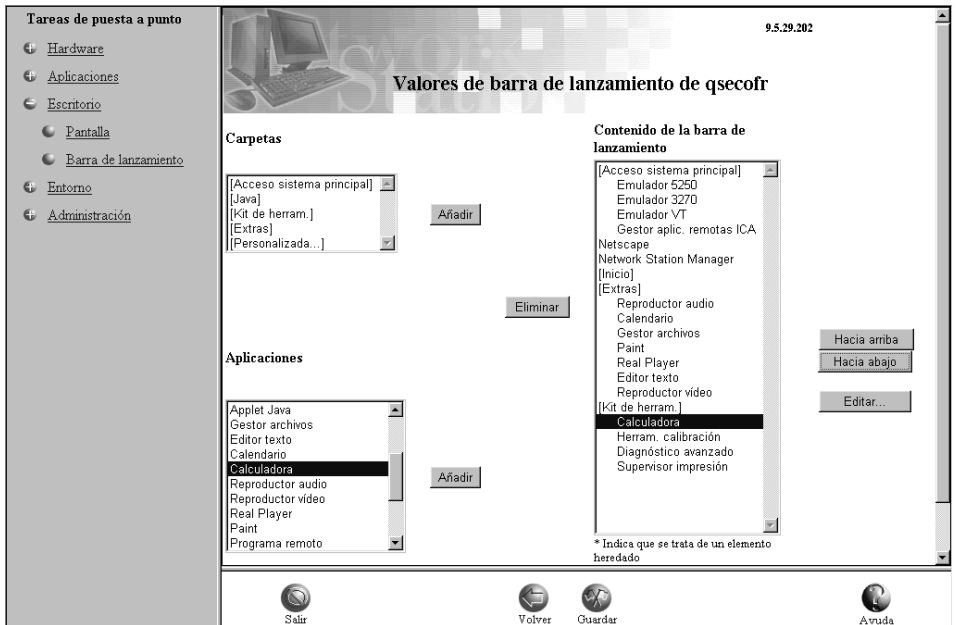 Tareas de puesta a punto
Hardware
Aplicaciones
Escritorio
Pantalla
Barra de lanzamiento
Entorno
Administración
9.5.29.202
Valores de barra de lanzamiento de qsecofr
Carpetas
[Acceso sistema principal]
[Java]
[Kit de herram.]
[Extras]
[Personalizada...]
Añadir
Eliminar
Aplicaciones
Applet Java
Gestor archivos
Editor texto
Calendario
Calculadora
Reproductor audio
Reproductor vídeo
Real Player
Paint
Programa remoto
Añadir
Contenido de la barra de
lanzamiento
[Acceso sistema principal]
Emulador 5250
Emulador 3270
Emulador VT
Gestor aplic. remotas ICA
Netscape
Network Station Manager
[Inicio]
[Extras]
Reproductor audio
Calendario
Gestor archivos
Paint
Real Player
Editor texto
Reproductor vídeo
[Kit de herram.]
Calculadora
Herram. calibración
Diagnóstico avanzado
Supervisor impresión
* Indica que se trata de un elemento
heredado
Hacia arriba
Hacia abajo
Editar...
Salir
Volver
Guardar
Ayuda